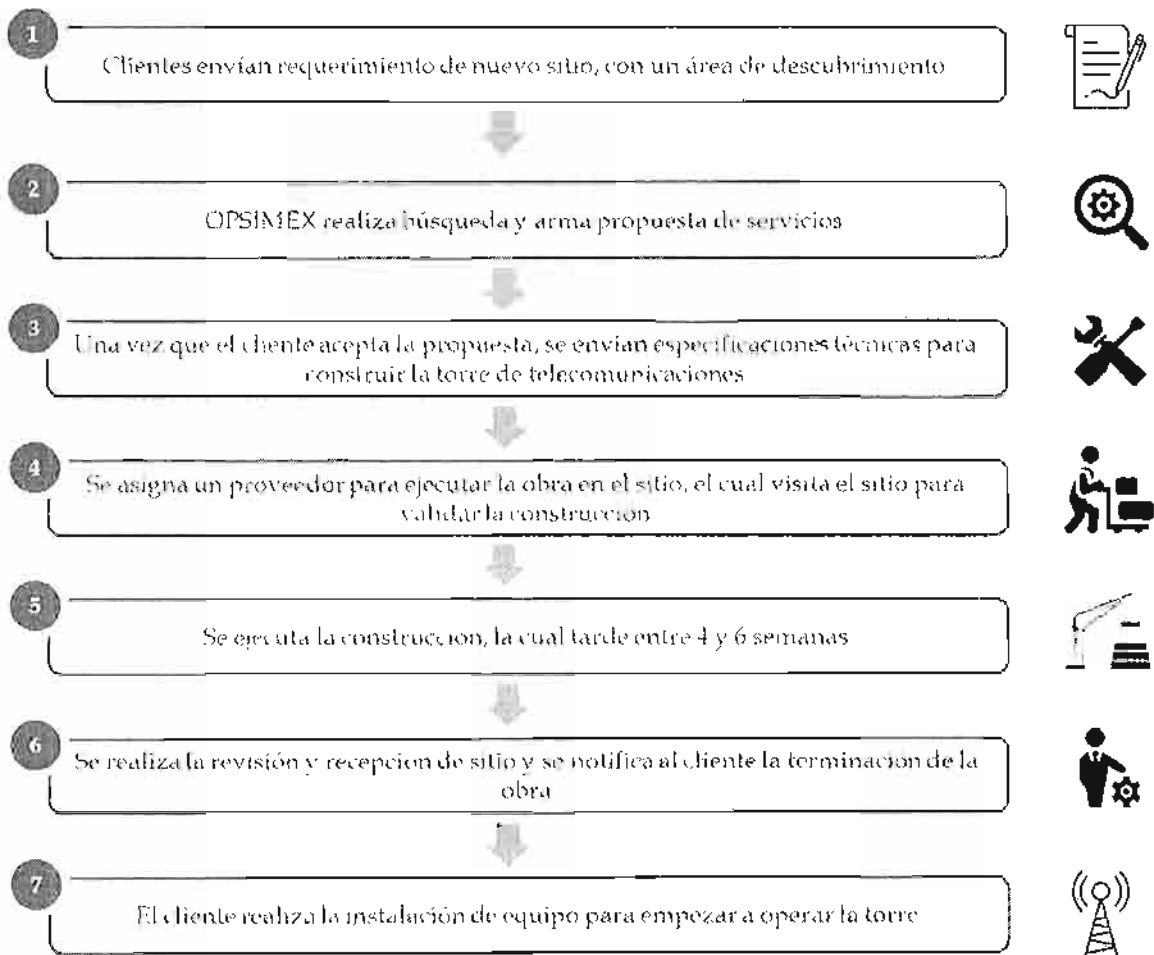 1
Clientes envían requerimiento de nuevo sitio, con un área de descubrimiento
2
OPSIMEX realiza búsqueda y arma propuesta de servicios
3
Una vez que el cliente acepta la propuesta, se envían especificaciones técnicas para
construir la torre de telecomunicaciones
4
Se asigna un proveedor para ejecutar la obra en el sitio, el cual visita el sitio para
validar la construcción
5
Se ejecuta la construccion, la cual tarde entre 4 y 6 semanas
6
Se realiza la revisión y recepcion de sitio y se notifica al cliente la terminación de la
obra
7
El cliente realiza la instalación de equipo para empezar a operar la torre